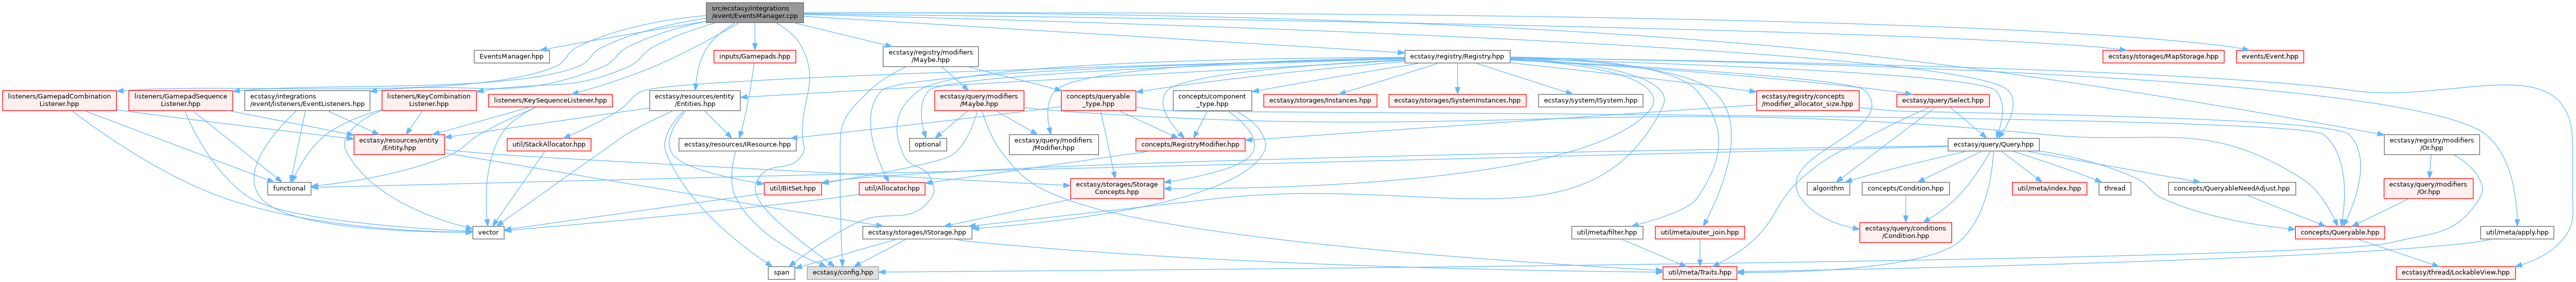 src/ecstasy/integrations
/event/EventsManager.cpp
EventsManager.hpp
inputs/Gamepads.hpp
ecstasy/registry/modifiers
/Maybe.hpp
ecstasy/registry/Registry.hpp
ecstasy/storages/MapStorage.hpp
events/Event.hpp
listeners/GamepadCombination
Listener.hpp
listeners/GamepadSequence
Listener.hpp
ecstasy/integrations
/event/listeners/EventListeners.hpp
listeners/KeyCombination
Listener.hpp
listeners/KeySequenceListener.hpp
ecstasy/resources/entity
/Entities.hpp
ecstasy/query/modifiers
/Maybe.hpp
concepts/queryable
_type.hpp
concepts/component
_type.hpp
ecstasy/storages/Instances.hpp
ecstasy/storages/SystemInstances.hpp
ecstasy/system/ISystem.hpp
ecstasy/registry/concepts
/modifier_allocator_size.hpp
ecstasy/query/Select.hpp
ecstasy/resources/entity
/Entity.hpp
util/StackAllocator.hpp
ecstasy/resources/IResource.hpp
optional
ecstasy/query/modifiers
/Modifier.hpp
concepts/RegistryModifier.hpp
ecstasy/query/Query.hpp
ecstasy/registry/modifiers
/Or.hpp
functional
util/BitSet.hpp
util/Allocator.hpp
ecstasy/storages/Storage
Concepts.hpp
algorithm
concepts/Condition.hpp
util/meta/index.hpp
thread
concepts/QueryableNeedAdjust.hpp
ecstasy/query/modifiers
/Or.hpp
vector
ecstasy/storages/IStorage.hpp
util/meta/filter.hpp
util/meta/outer_join.hpp
ecstasy/query/conditions
/Condition.hpp
concepts/Queryable.hpp
util/meta/apply.hpp
span
ecstasy/config.hpp
util/meta/Traits.hpp
ecstasy/thread/LockableView.hpp